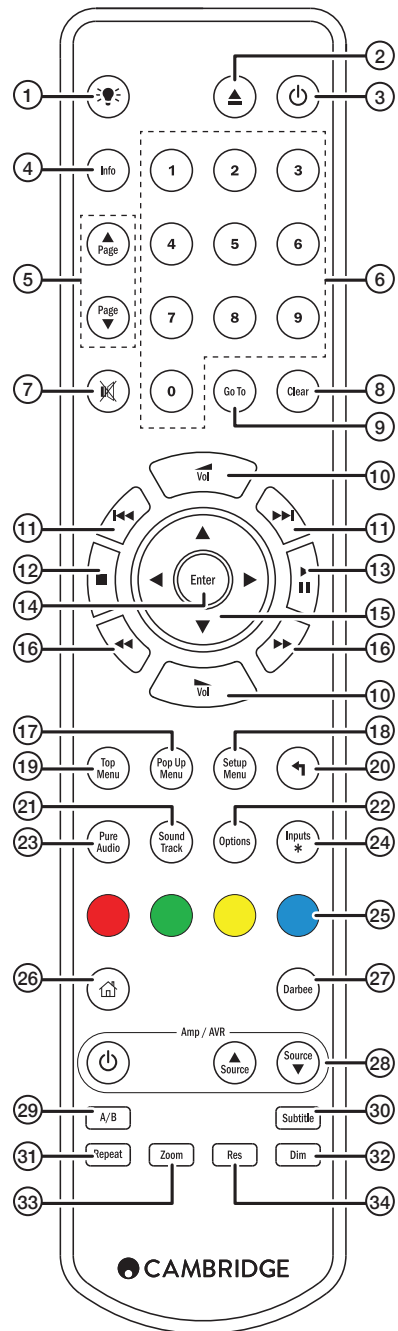 2
1 3
4 Info 1 2 3
Page 4 5 6
5 6
Page 7 8 9
7 0 Go To Clear 8
9
Vol 10
11 11
12 13
14 Enter 15
16 16
Vol 10
17 18
19 Top Menu Pop Up Menu Setup Menu 20
21 22
23 Pure Audio Sound Track Options Inputs * 24
25
26 27
Darbee
Amp / AVR
Source Source 28
29 A/B Subtitle 30
31 Repeat Zoom Res Dim 32
33 34
CAMBRIDGE